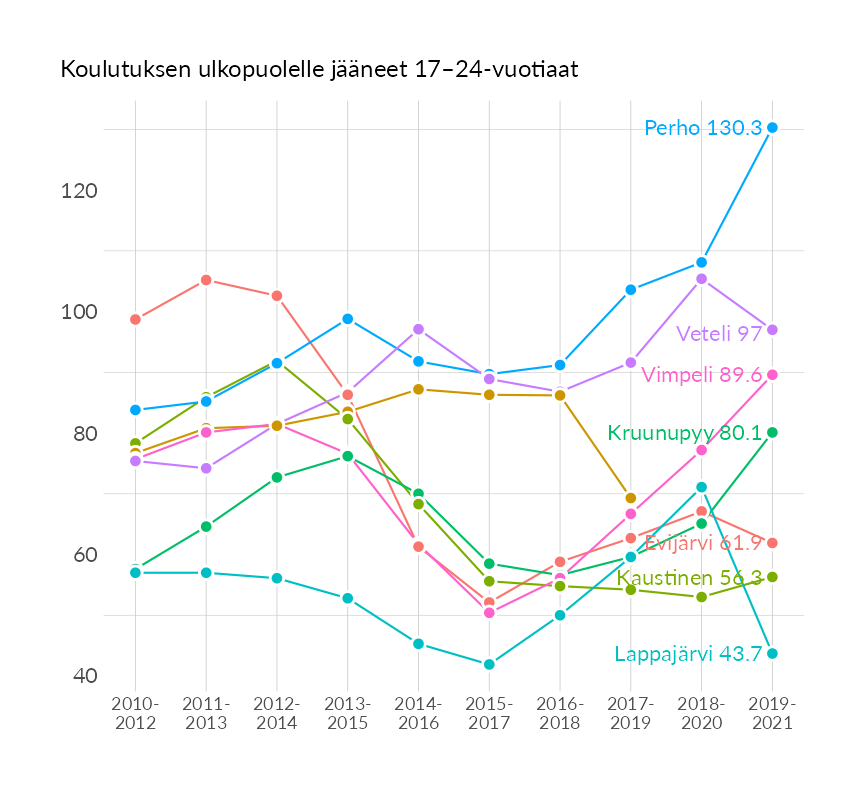 Koulutuksen ulkopuolelle jääneet 17–24-vuotiaat
Perho 130.3
120
100
Veteli 97
Vimpeli 89.6
80
Kruunupyy 80.1
60
Evijärvi 61.9
Kaustinen 56.3
Lappajärvi 43.7
40
2010- 2011- 2012- 2013- 2014- 2015- 2016- 2017- 2018- 2019-
2012 2013 2014 2015 2016 2017 2018 2019 2020 2021